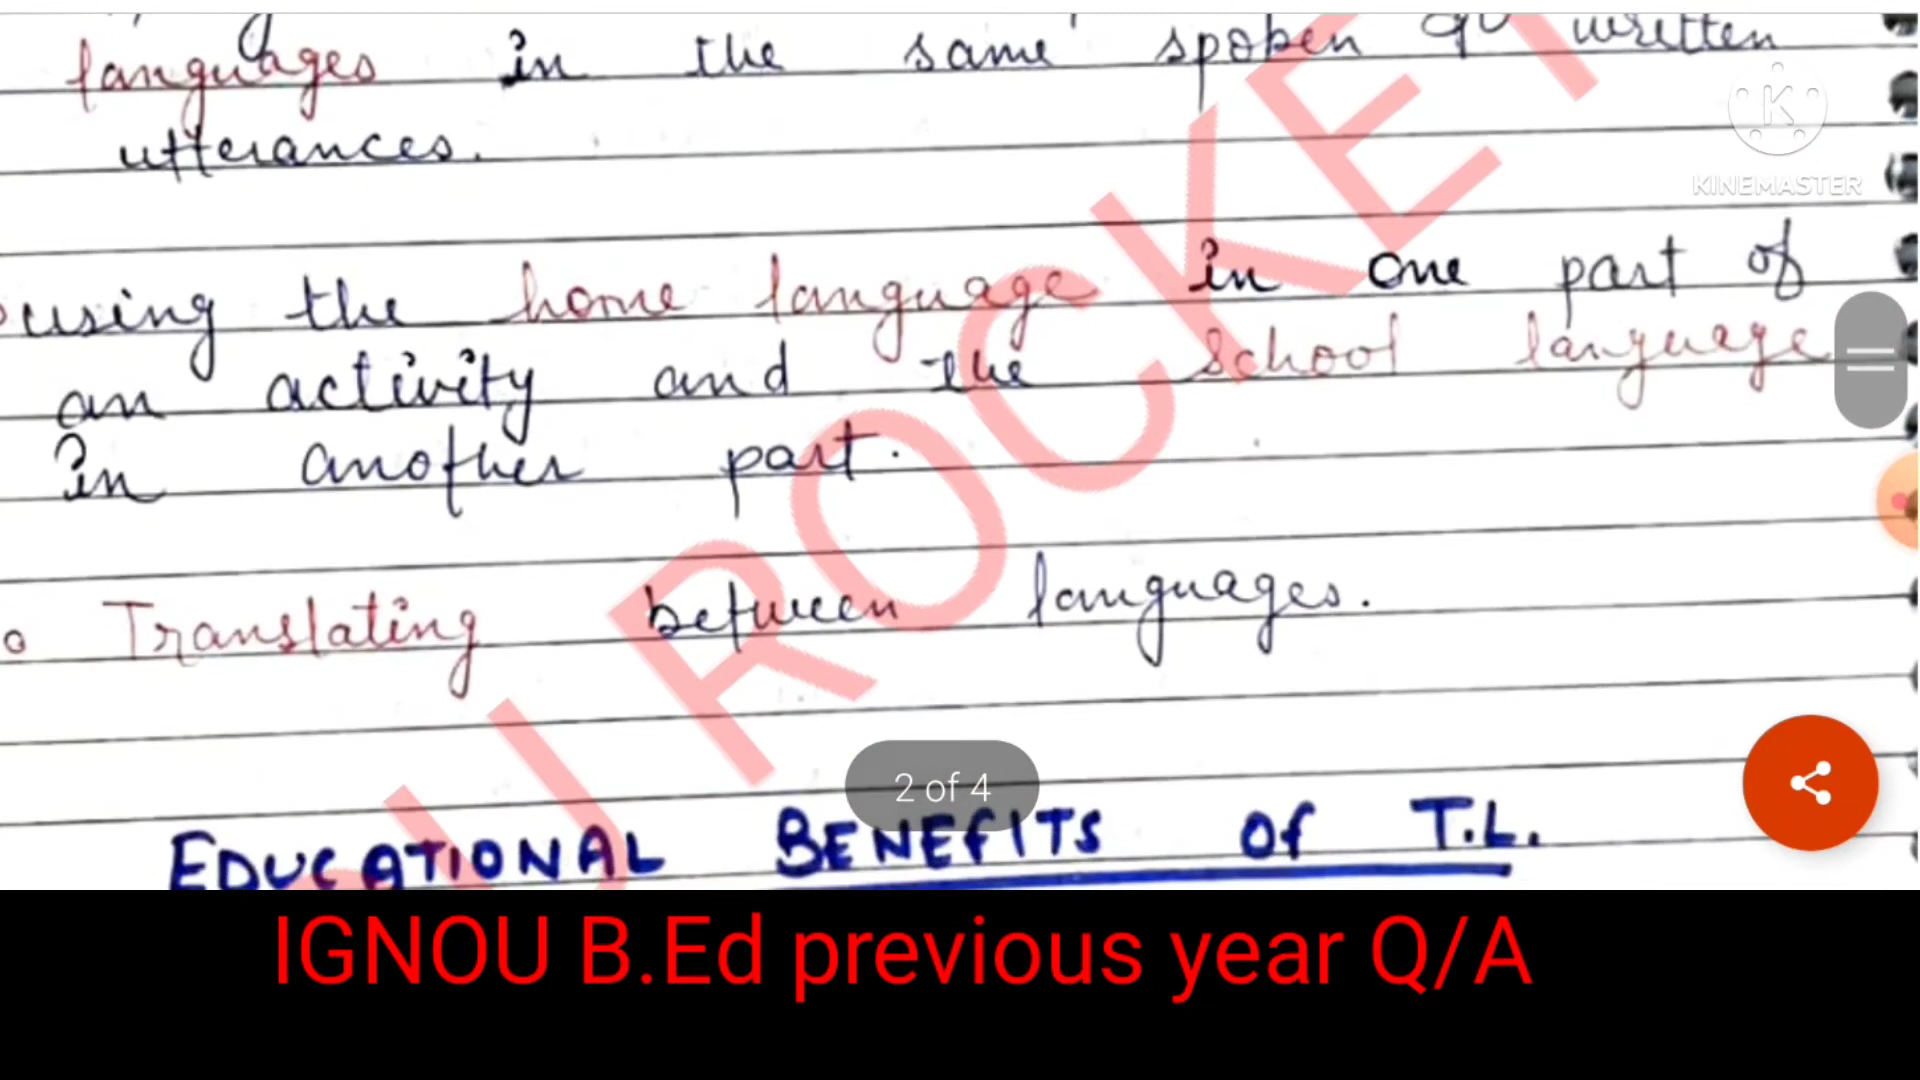 languages in the same spoken or written
utterances.
K
KINEMASTER
using the home language in one part of
an activity and the school language
in another part.
Translating between languages.
2 of 4
EDUCATIONAL BENEFITS Of T.L.
U ROCKET
IGNOU B.Ed previous year Q/A